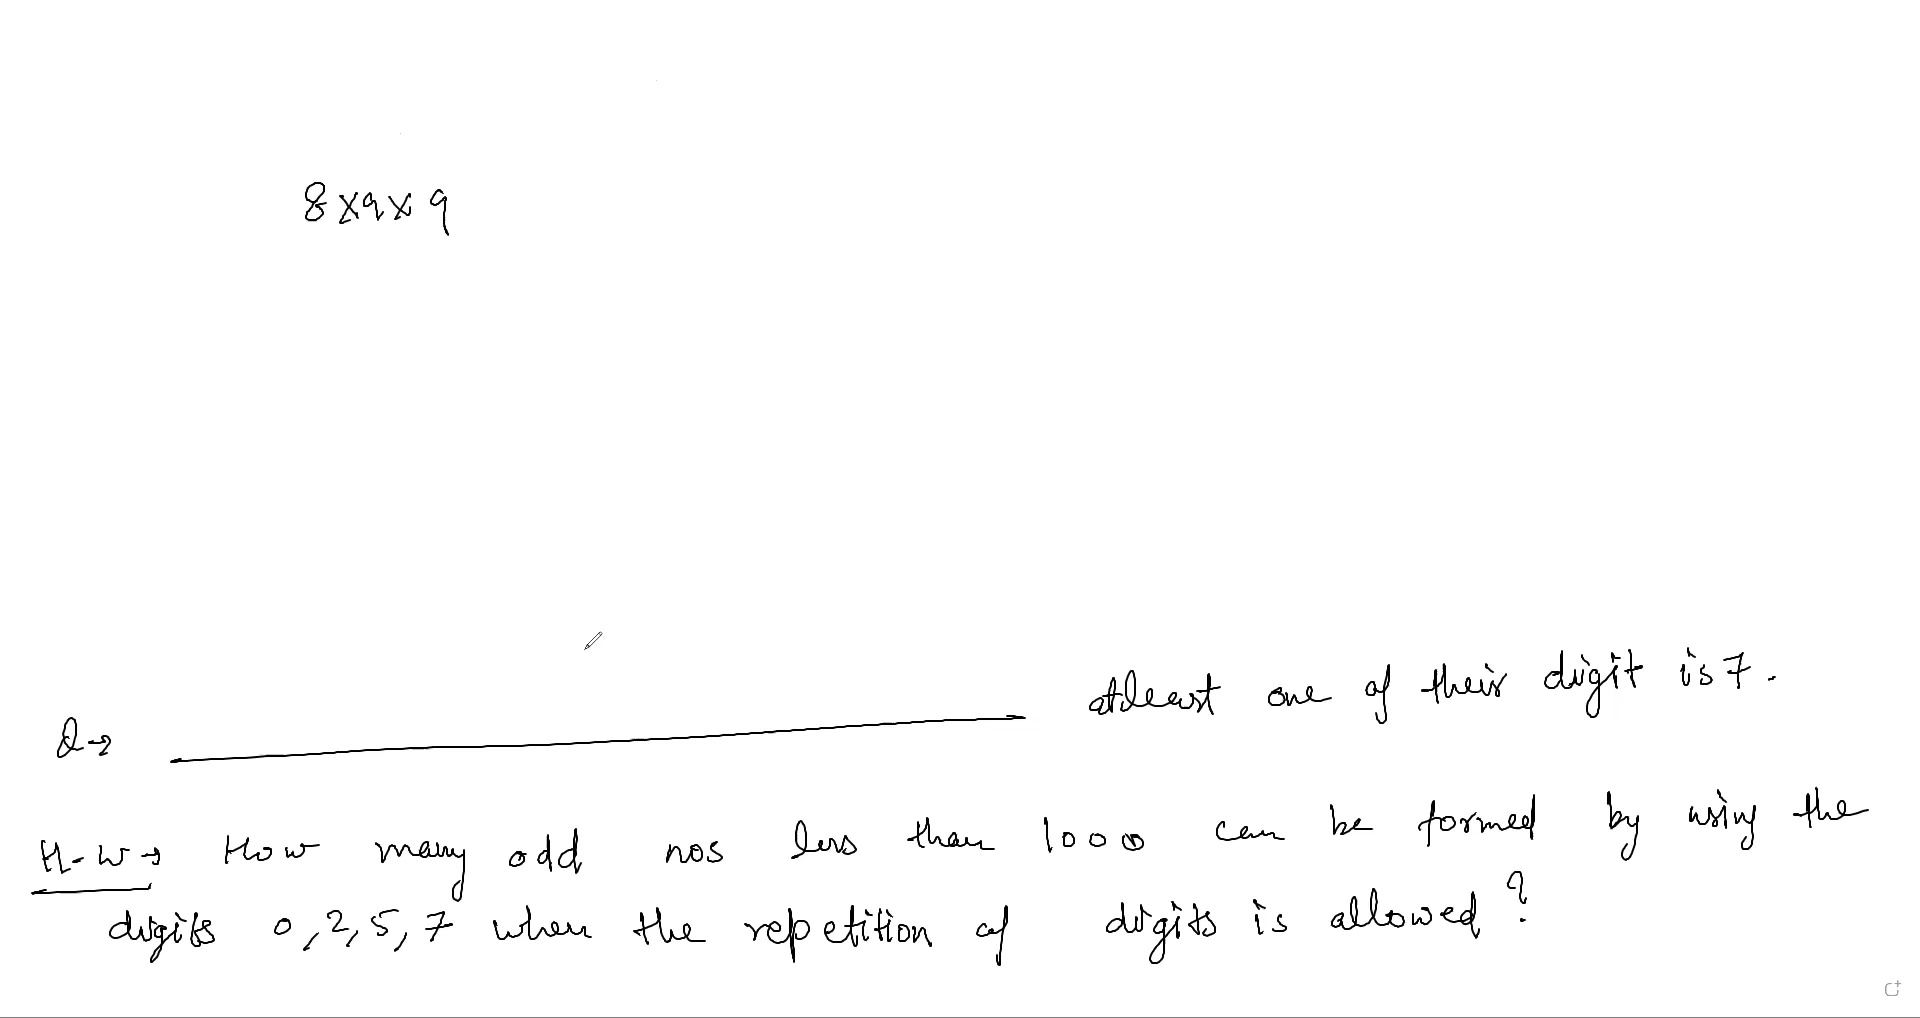 8 x 9 x 9
Q→ ________ atleast one of their digit is 7.
H-W→ How many odd nos less than 1000 can be formed by using the
digits 0, 2, 5, 7 when the repetition of digits is allowed?